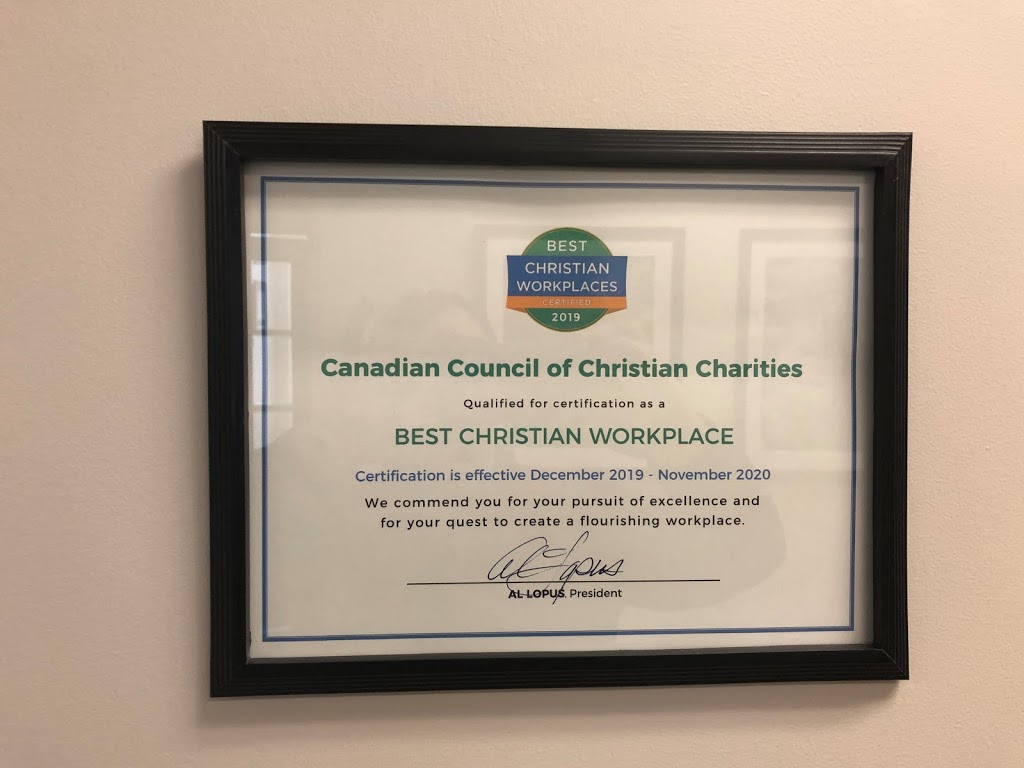 BEST
CHRISTIAN
WORKPLACES
CERTIFIED
2019
Canadian Council of Christian Charities
Qualified for certification as a
BEST CHRISTIAN WORKPLACE
Certification is effective December 2019 - November 2020
We commend you for your pursuit of excellence and
for your quest to create a flourishing workplace.
Al Lopus
AL LOPUS, President